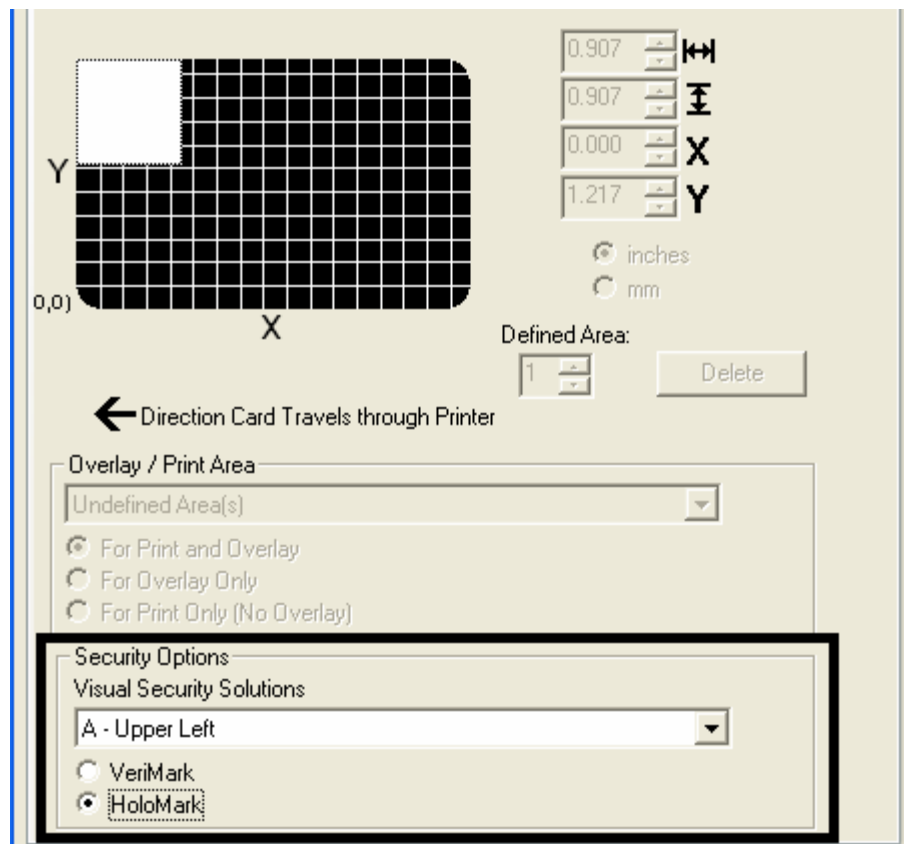 0.907
0.907
0.000 X
Y
1.217 Y
inches
0,0) mm
X
Defined Area:
1 Delete
Direction Card Travels through Printer
Overlay / Print Area
Undefined Area(s)
For Print and Overlay
For Overlay Only
For Print Only (No Overlay)
Security Options
Visual Security Solutions
A - Upper Left
VeriMark
HoloMark